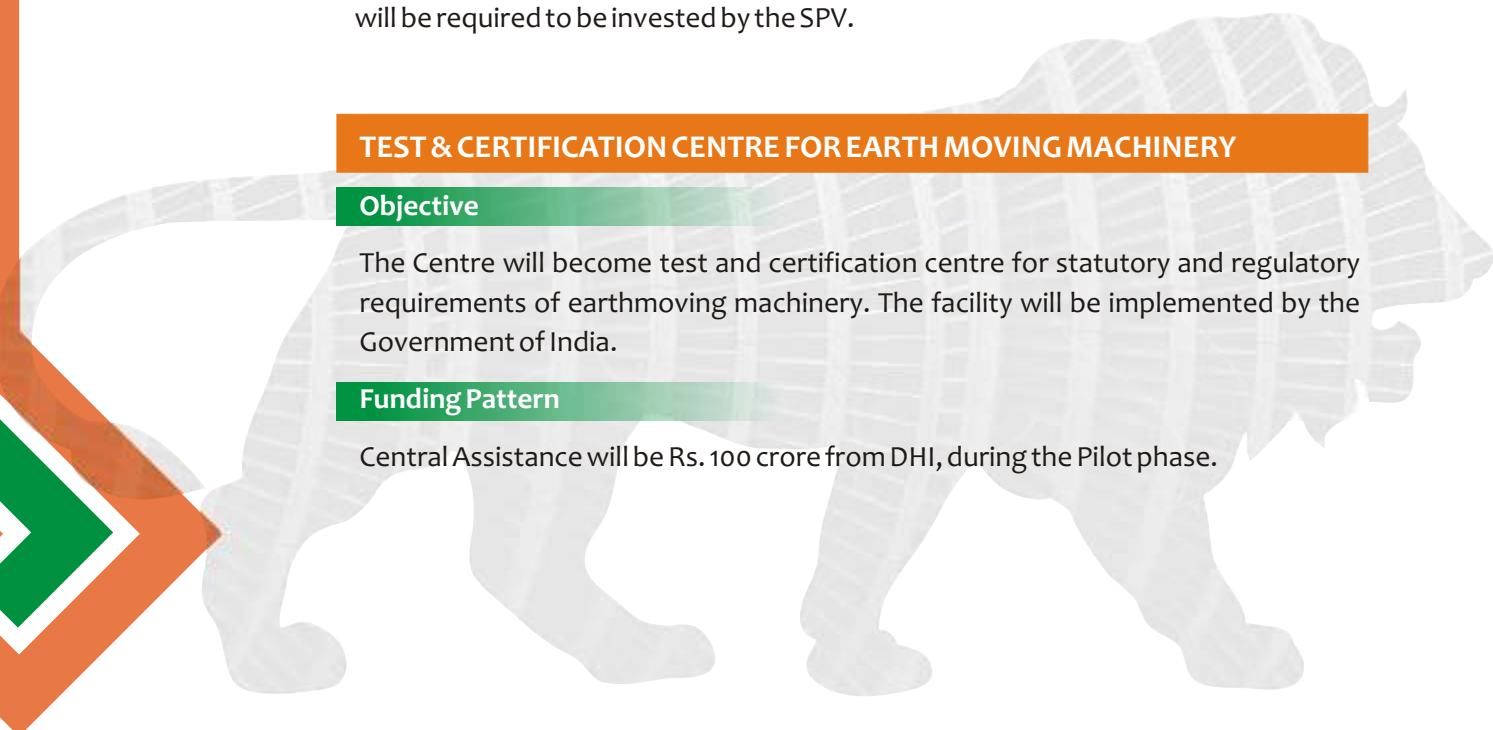 will be required to be invested by the SPV.
TEST & CERTIFICATION CENTRE FOR EARTH MOVING MACHINERY
Objective
The Centre will become test and certification centre for statutory and regulatory
requirements of earthmoving machinery. The facility will be implemented by the
Government of India.
Funding Pattern
Central Assistance will be Rs. 100 crore from DHI, during the Pilot phase.